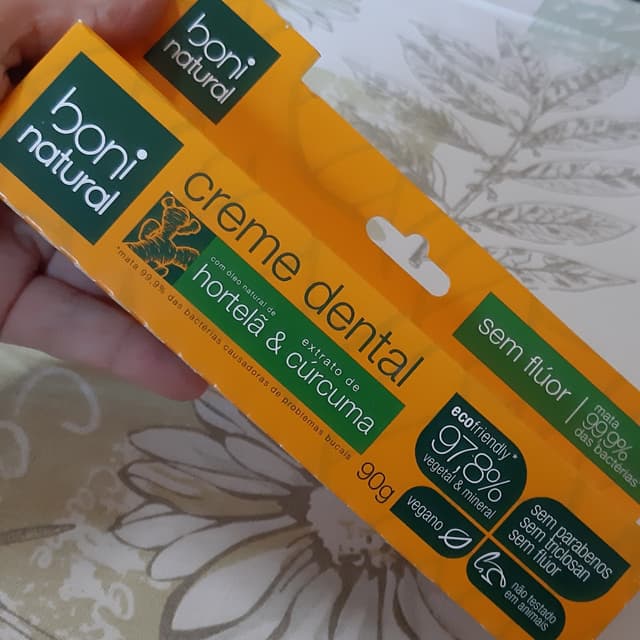 boni
natural
boni
natural
creme dental
com óleo natural de
hortelã & 
extrato de
cúrcuma
*mata 99,9% das bactérias causadoras de problemas bucais
90g
sem flúor
mata
99,9%
das bactérias
ecofriendly*
97,8%
vegetal & mineral
vegano
sem parabenos
sem triclosan
sem flúor
não testado
em animais